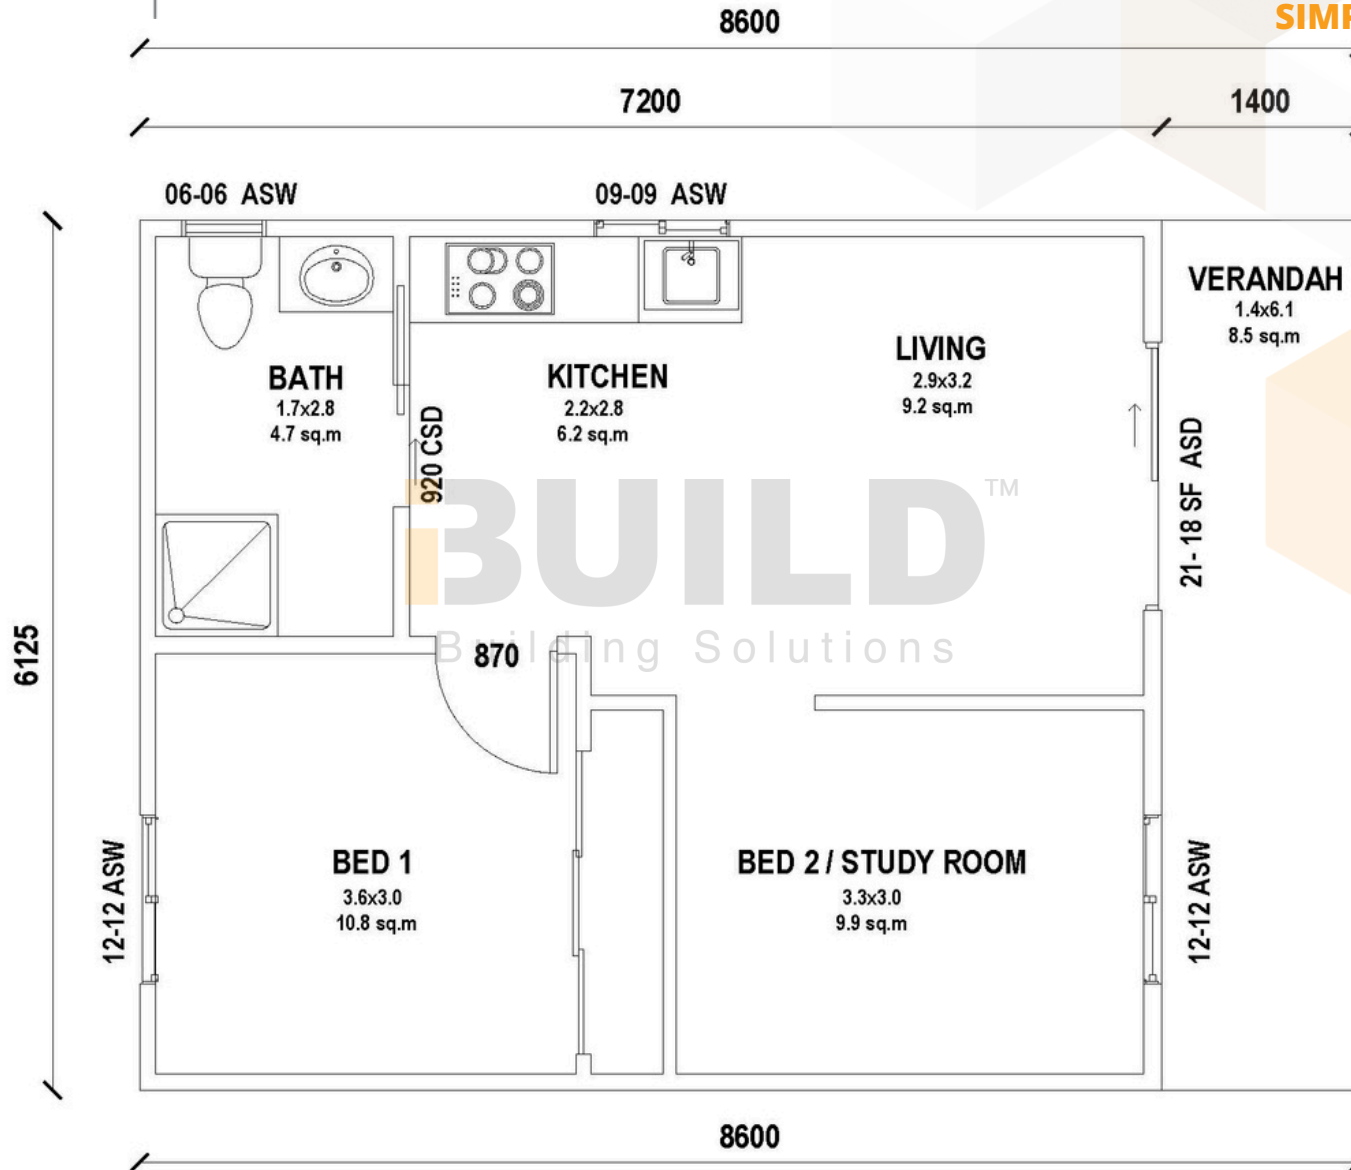 8600
SIMP
7200
1400
06-06 ASW
09-09 ASW
VERANDAH
1.4x6.1
8.5 sq.m
LIVING
2.9x3.2
9.2 sq.m
BATH
1.7x2.8
4.7 sq.m
KITCHEN
2.2x2.8
6.2 sq.m
920 CSD
21- 18 SF ASD
iBUILD™
Building Solutions
6125
870
BED 1
3.6x3.0
10.8 sq.m
BED 2 / STUDY ROOM
3.3x3.0
9.9 sq.m
12-12 ASW
12-12 ASW
8600